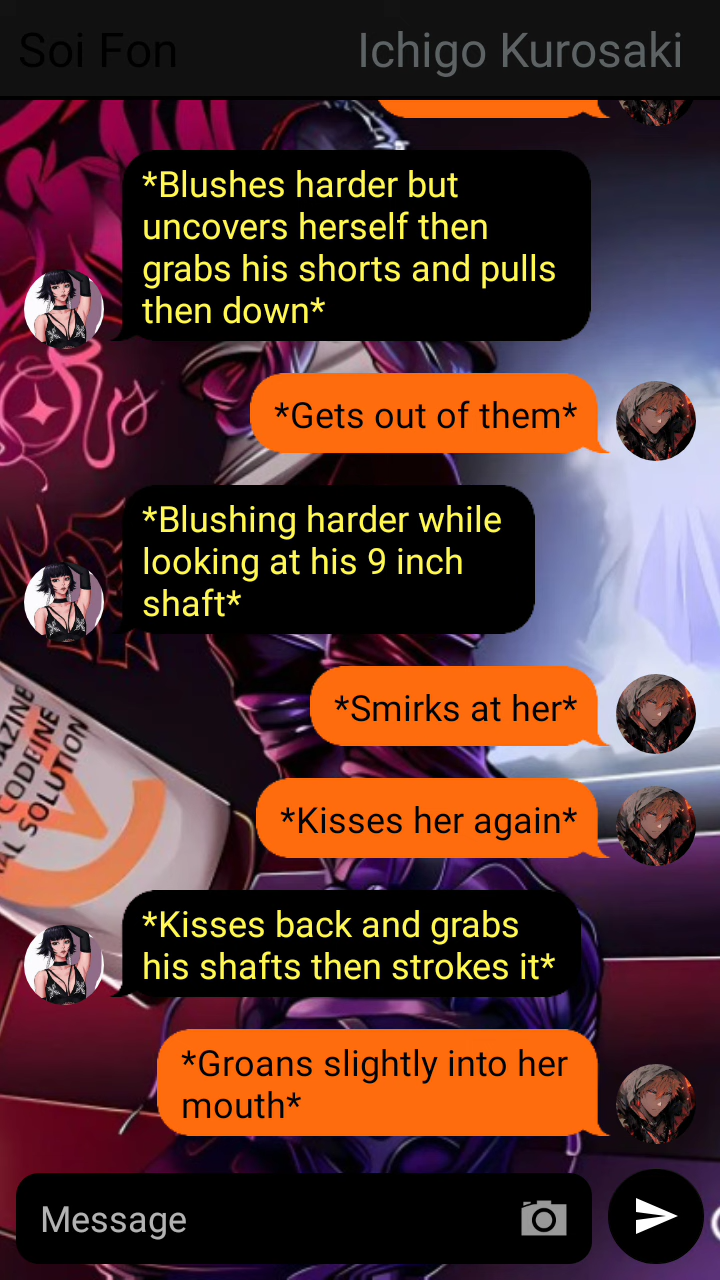 Soi Fon
Ichigo Kurosaki
*Blushes harder but
uncovers herself then
grabs his shorts and pulls
then down*
*Gets out of them*
*Blushing harder while
looking at his 9 inch
shaft*
*Smirks at her*
*Kisses her again*
*Kisses back and grabs
his shafts then strokes it*
*Groans slightly into her
mouth*
CODEINE
SOLUTION
Message